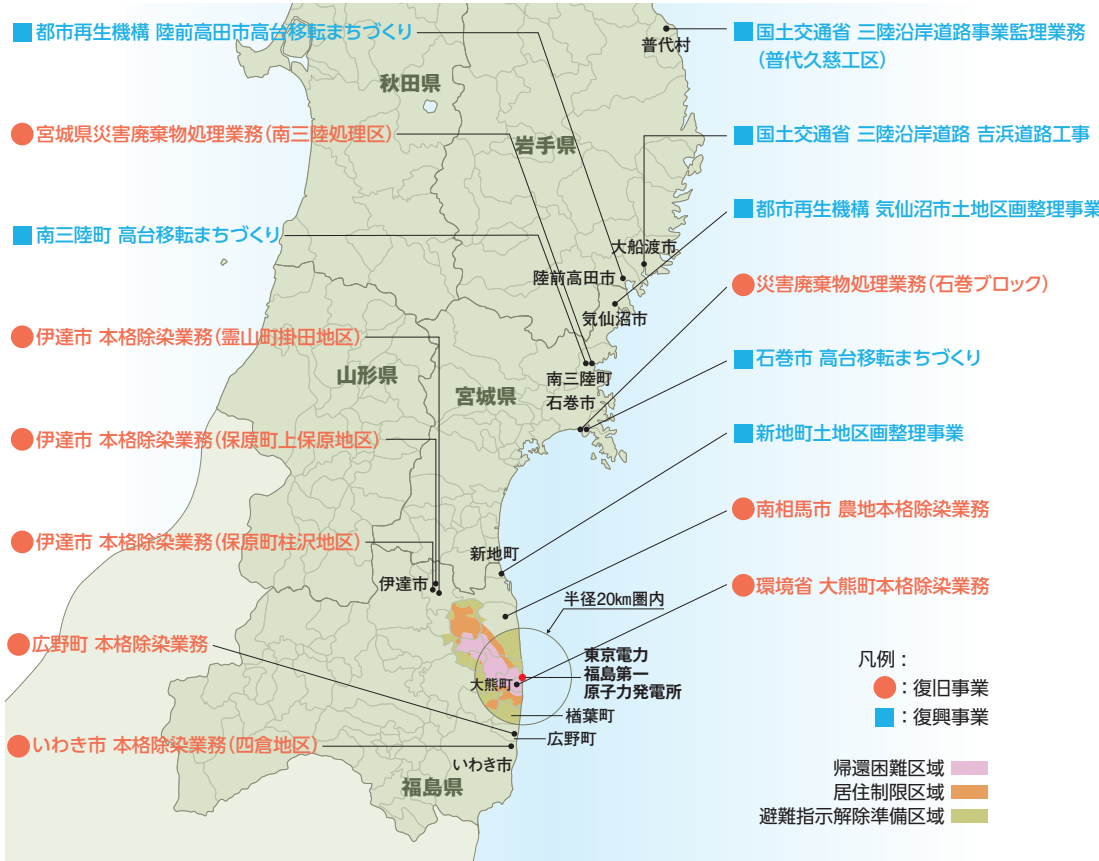 都市再生機構 陸前高田市高台移転まちづくり
宮城県災害廃棄物処理業務(南三陸処理区)
南三陸町 高台移転まちづくり
伊達市 本格除染業務(霊山町掛田地区)
伊達市 本格除染業務(保原町上保原地区)
伊達市 本格除染業務(保原町柱沢地区)
広野町 本格除染業務
いわき市 本格除染業務(四倉地区)
国土交通省 三陸沿岸道路事業監理業務
(普代久慈工区)
国土交通省 三陸沿岸道路 吉浜道路工事
都市再生機構 気仙沼市土地区画整理事業
災害廃棄物処理業務(石巻ブロック)
石巻市 高台移転まちづくり
新地町土地区画整理事業
南相馬市 農地本格除染業務
環境省 大熊町本格除染業務
普代村
秋田県
岩手県
大船渡市
陸前高田市
気仙沼市
南三陸町
石巻市
山形県
宮城県
新地町
伊達市
半径20km圏内
東京電力
福島第一
原子力発電所
大熊町
楢葉町
広野町
いわき市
福島県
凡例：
：復旧事業
：復興事業
帰還困難区域
居住制限区域
避難指示解除準備区域